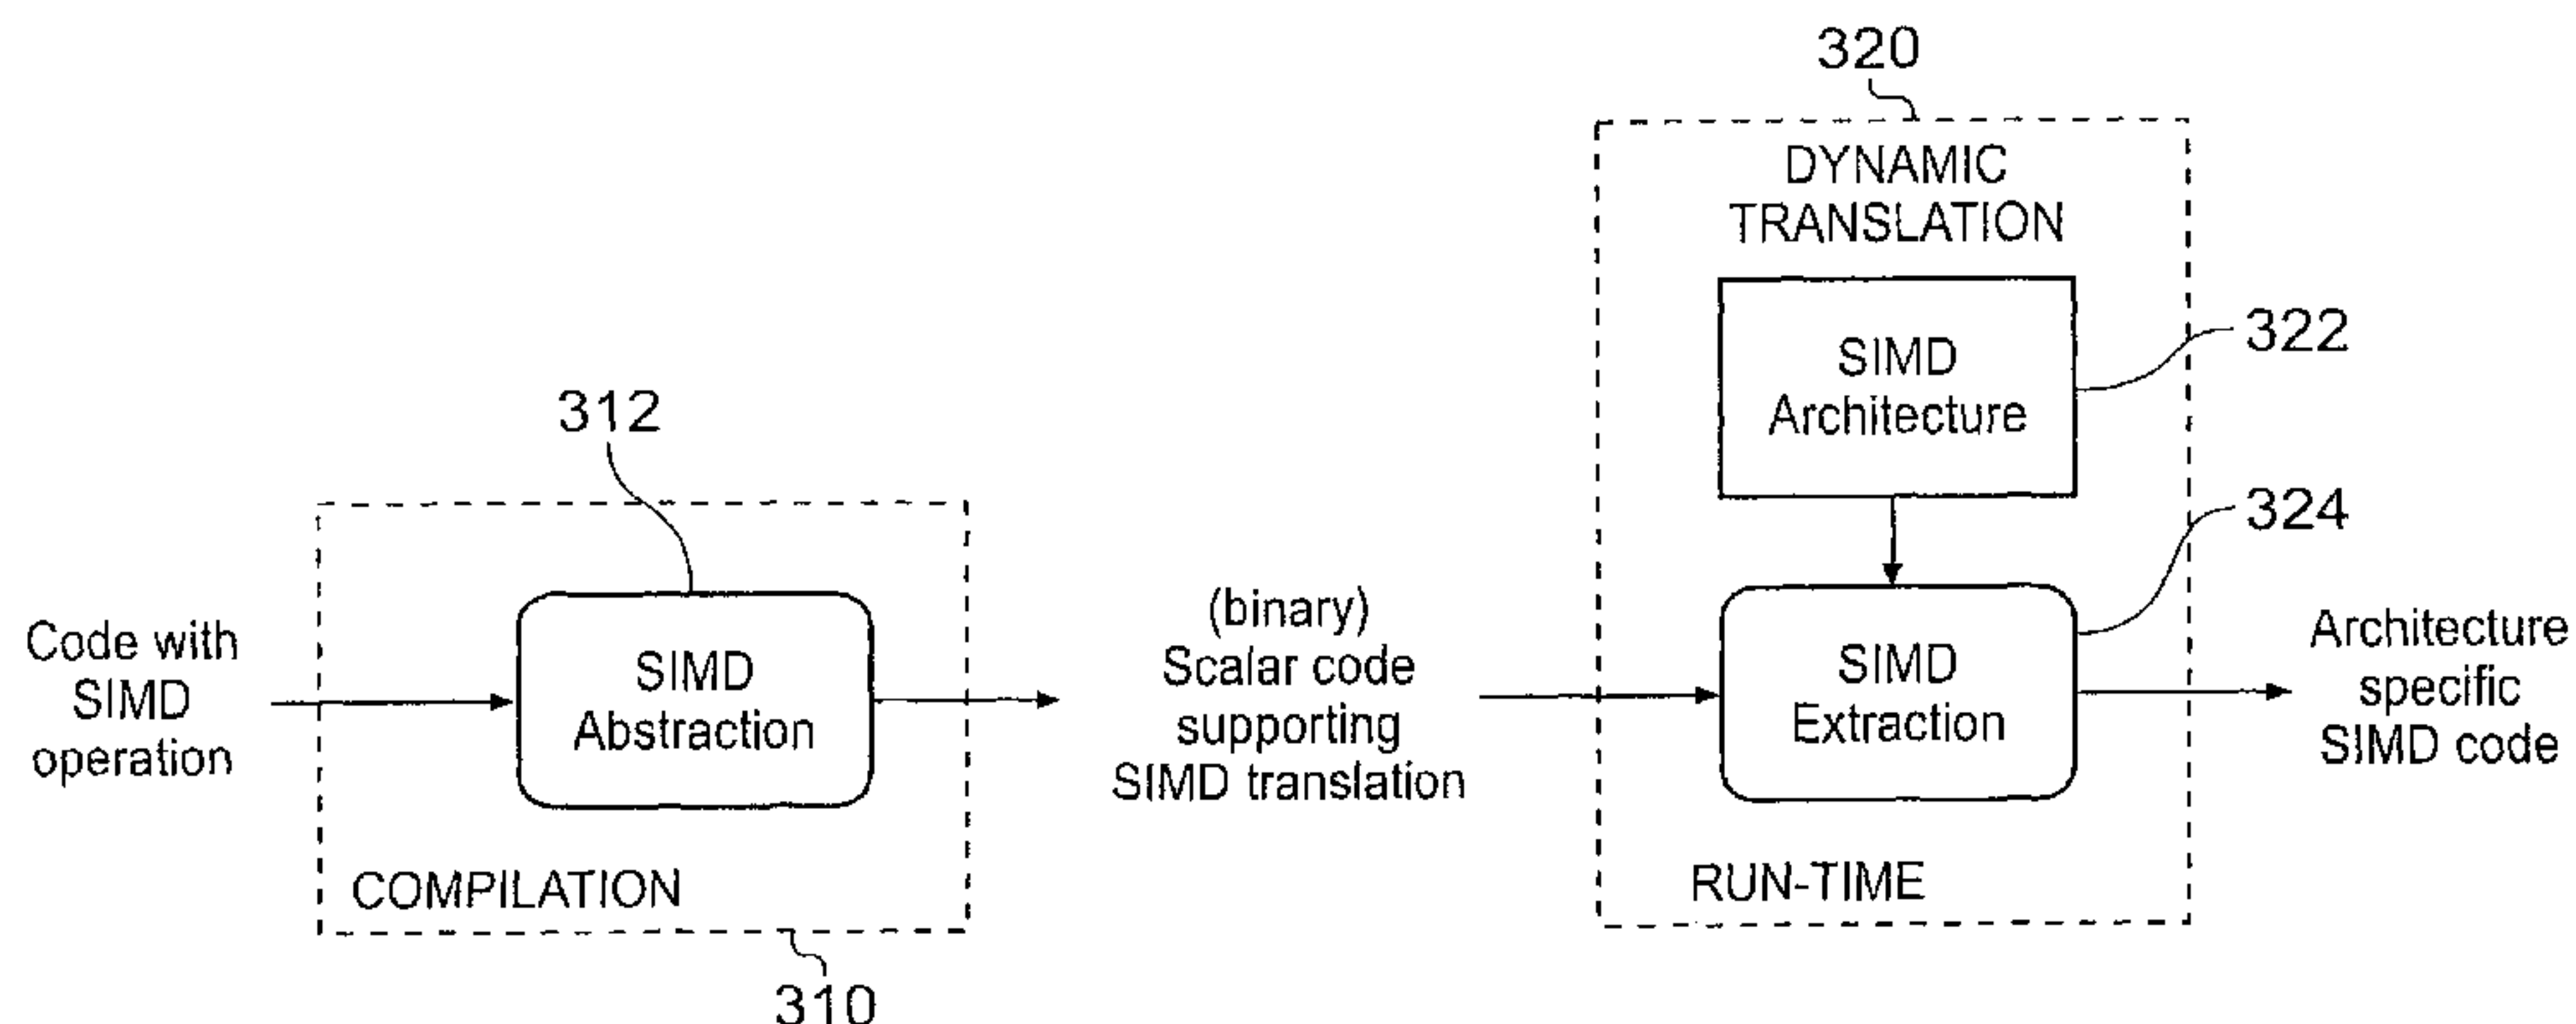 320
DYNAMIC
TRANSLATION
SIMD
Architecture
322
312
324
Code with
SIMD
operation
SIMD
Abstraction
COMPILATION
310
(binary)
Scalar code
supporting
SIMD translation
SIMD
Extraction
RUN-TIME
Architecture
specific
SIMD code